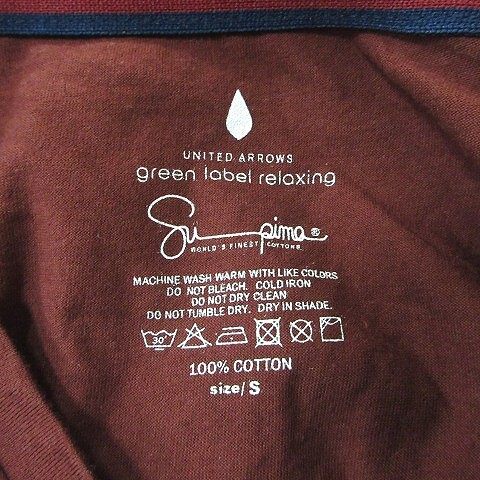 UNITED ARROWS
green label relaxing
Supima®
WORLD'S FINEST COTTONS
MACHINE WASH WARM WITH LIKE COLORS
DO NOT BLEACH. COLD IRON
DO NOT DRY CLEAN
DO NOT TUMBLE DRY. DRY IN SHADE.
30°
100% COTTON
size/S